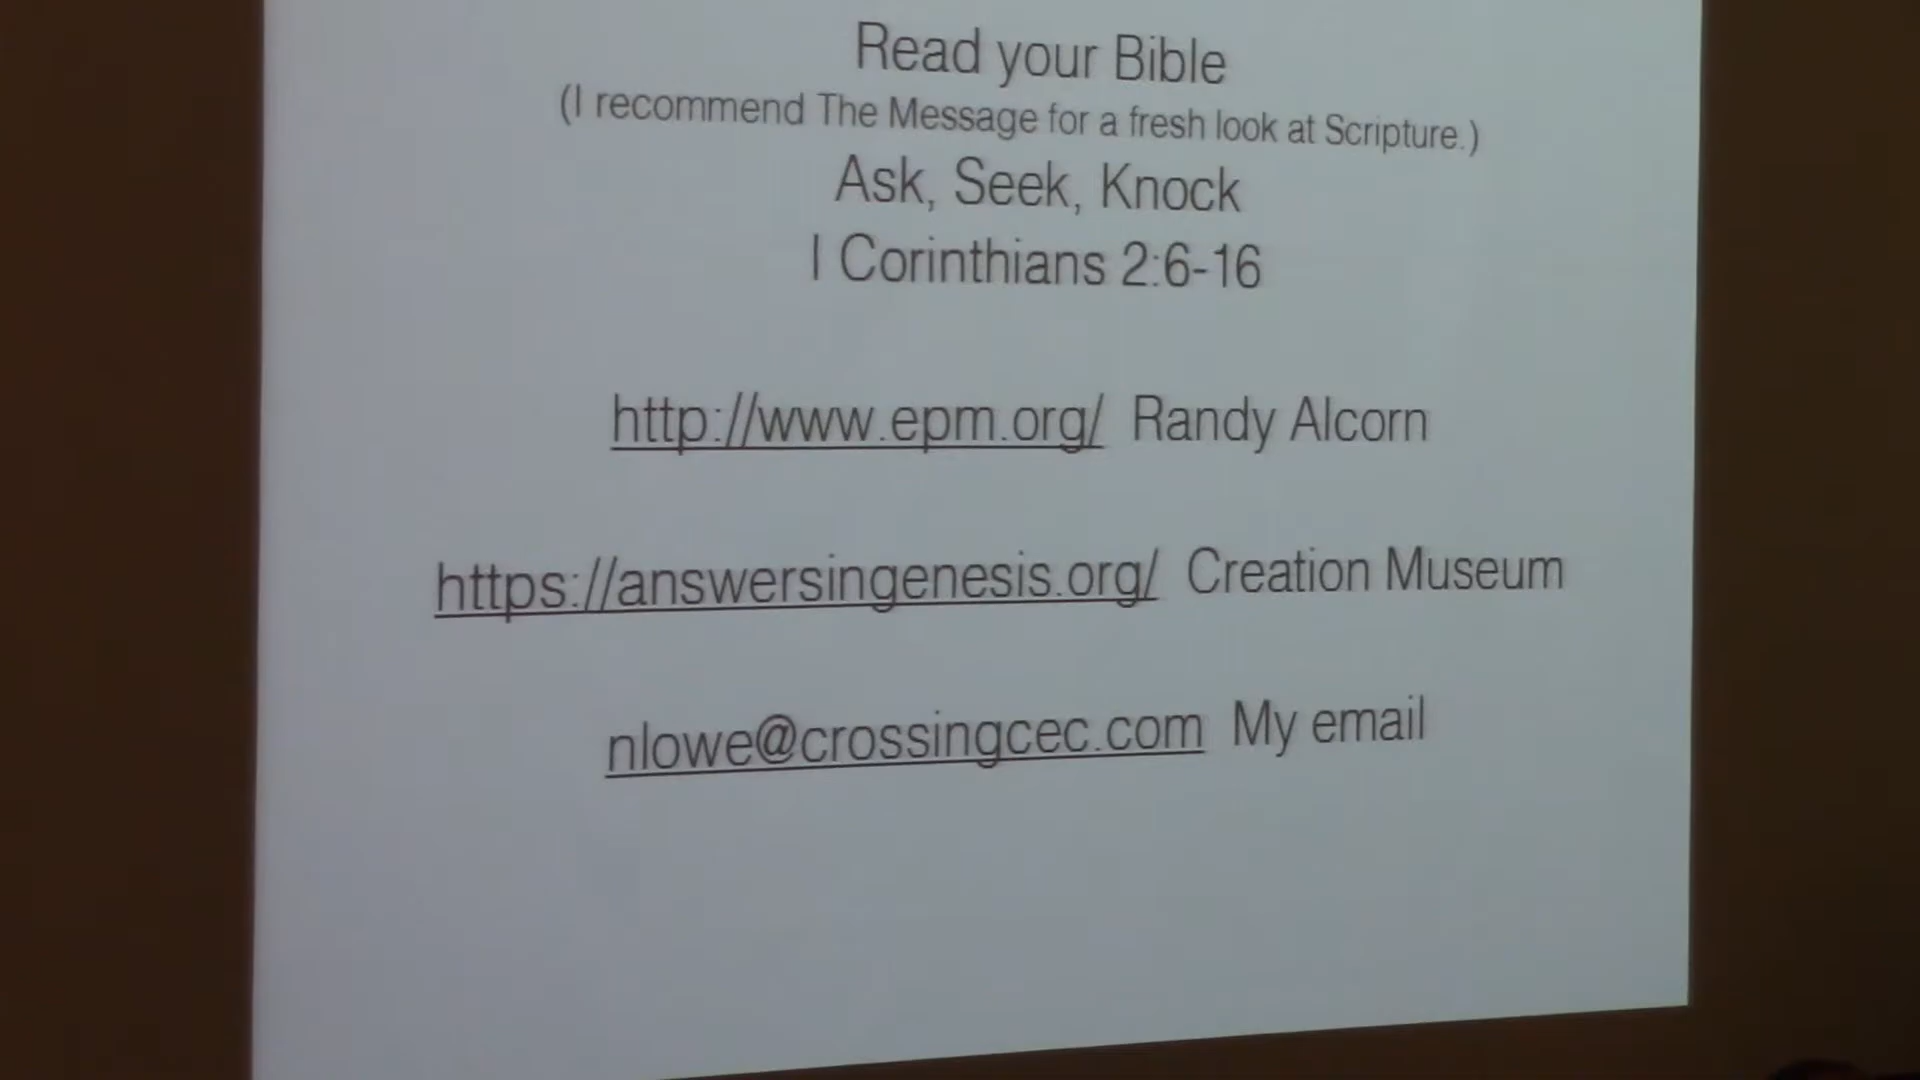 Read your Bible
(I recommend The Message for a fresh look at Scripture.)
Ask, Seek, Knock
I Corinthians 2:6-16
http://www.epm.org/ Randy Alcorn
https://answersingenesis.org/ Creation Museum
nlowe@crossingcec.com My email